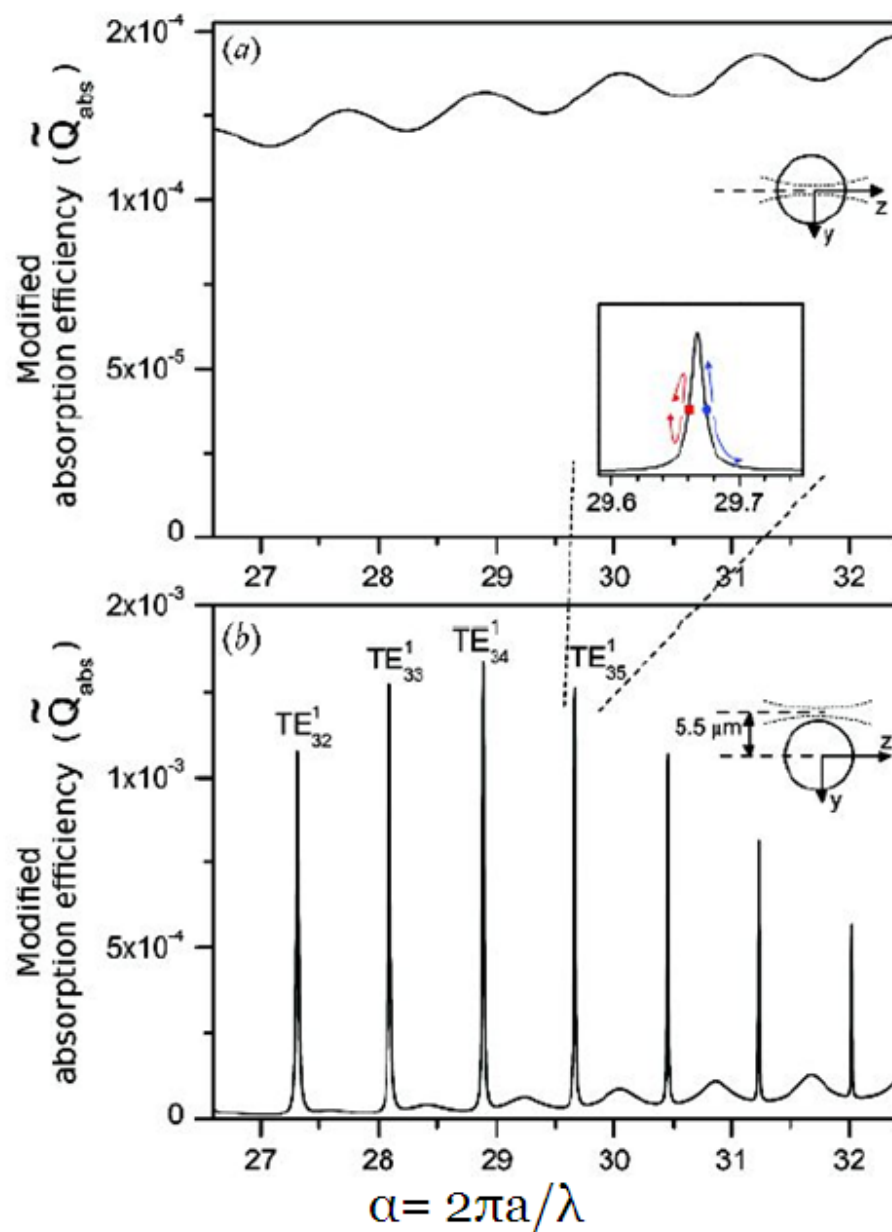 2x10⁻⁴
(a)
Modified
absorption efficiency (Q̃abs)
1x10⁻⁴
z
y
5x10⁻⁵
29.6 29.7
0
27 28 29 30 31 32
2x10⁻³
(b)
TE¹₃₂
TE¹₃₃
TE¹₃₄
TE¹₃₅
Modified
absorption efficiency (Q̃abs)
5.5 µm
z
y
1x10⁻³
5x10⁻⁴
0
27 28 29 30 31 32
α= 2πa/λ